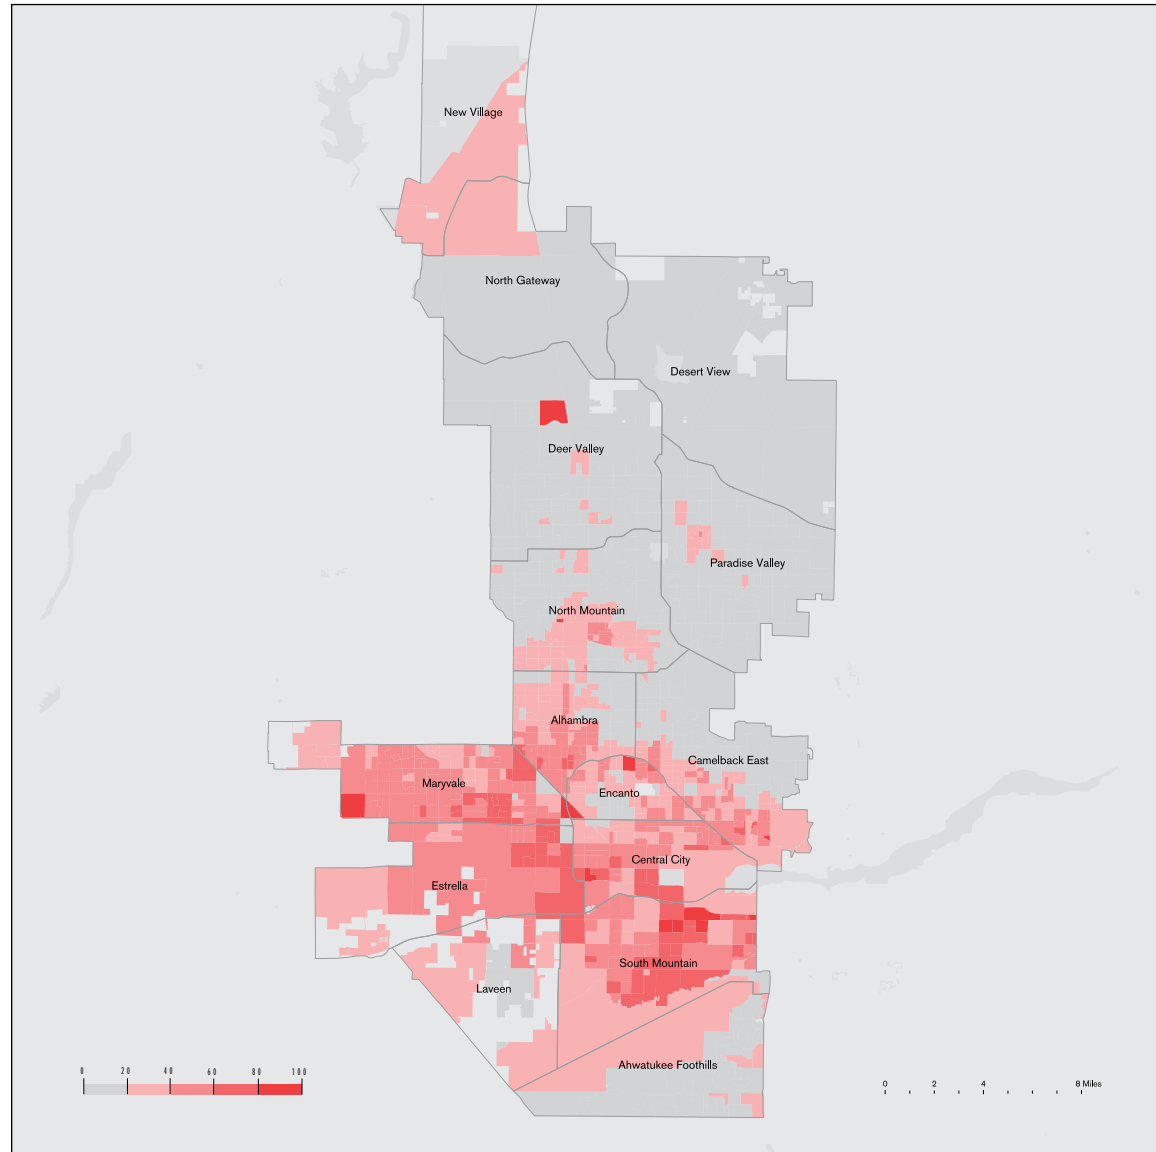 New Village
North Gateway
Desert View
Deer Valley
Paradise Valley
North Mountain
Alhambra
Camelback East
Maryvale
Encanto
Central City
Estrella
South Mountain
Laveen
Ahwatukee Foothills
0 20 40 60 80 100
0 2 4 8 Miles